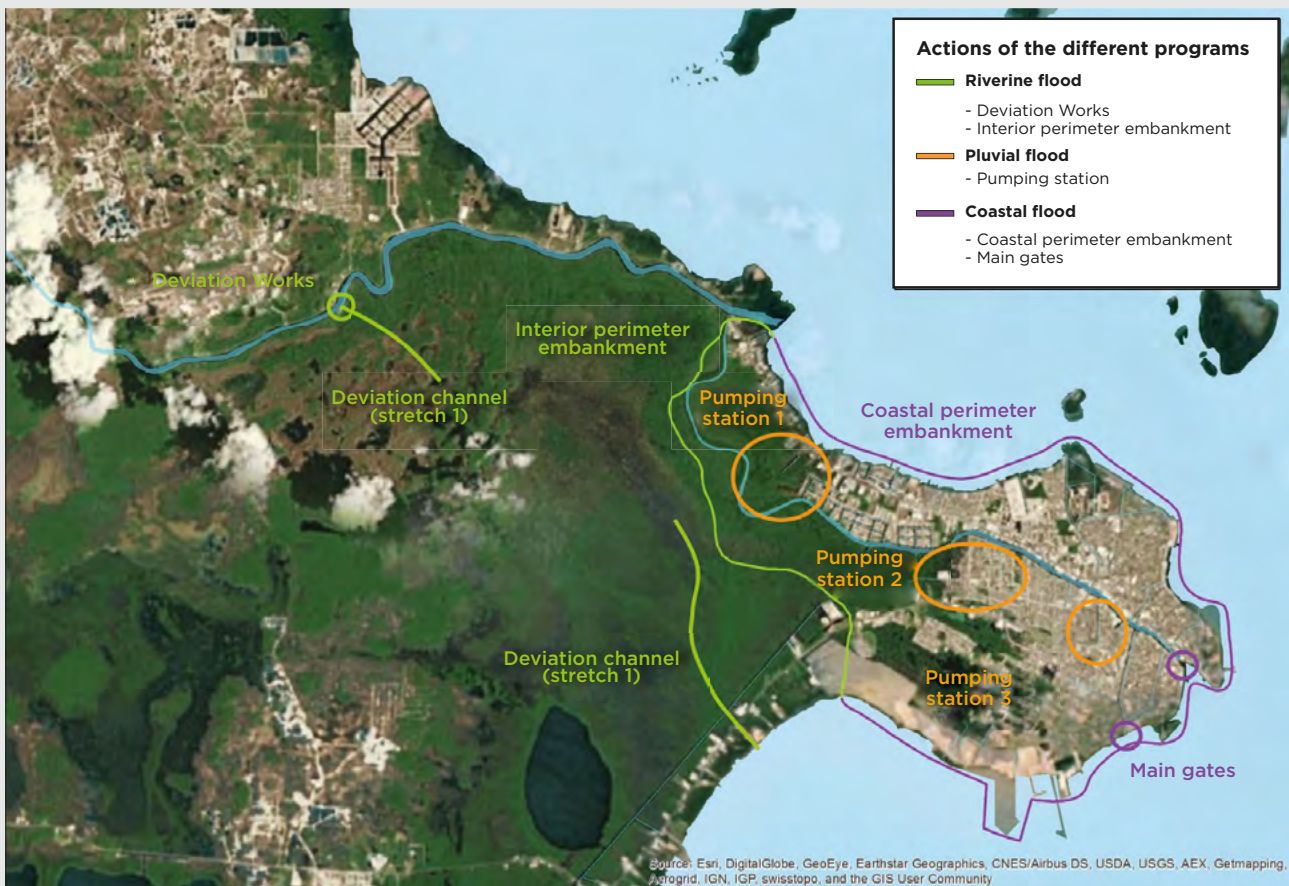 Actions of the different programs
Riverine flood
- Deviation Works
- Interior perimeter embankment
Pluvial flood
- Pumping station
Coastal flood
- Coastal perimeter embankment
- Main gates
Deviation Works
Interior perimeter
embankment
Deviation channel
(stretch 1)
Pumping
station 1
Coastal perimeter
embankment
Pumping
station 2
Deviation channel
(stretch 1)
Pumping
station 3
Main gates
Source: Esri, DigitalGlobe, GeoEye, Earthstar Geographics, CNES/Airbus DS, USDA, USGS, AEX, Getmapping,
Aerogrid, IGN, IGP, swisstopo, and the GIS User Community